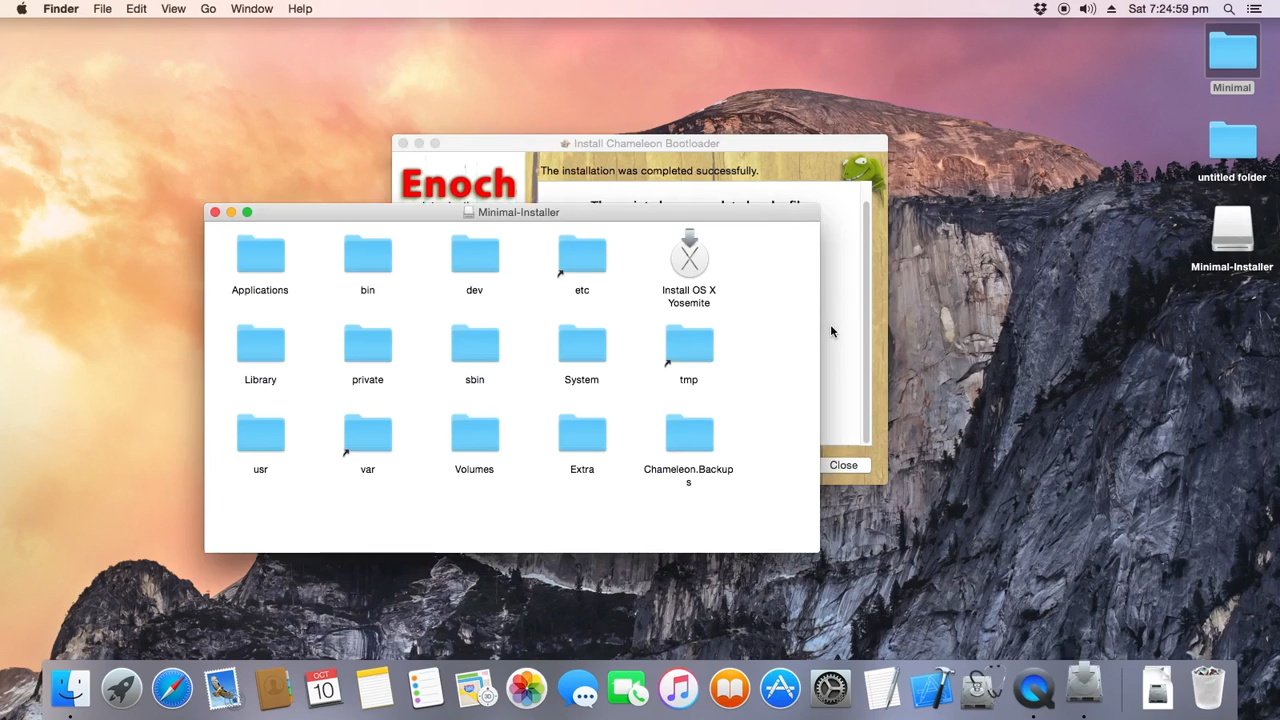 Finder File Edit View Go Window Help Sat 7:24:59 pm
Minimal
untitled folder
Minimal-Installer
Install Chameleon Bootloader
The installation was completed successfully.
Enoch
Minimal-Installer
Applications bin dev etc Install OS X
Yosemite
Library private sbin System tmp
usr var Volumes Extra Chameleon.Backup
s
Close
OCT
10